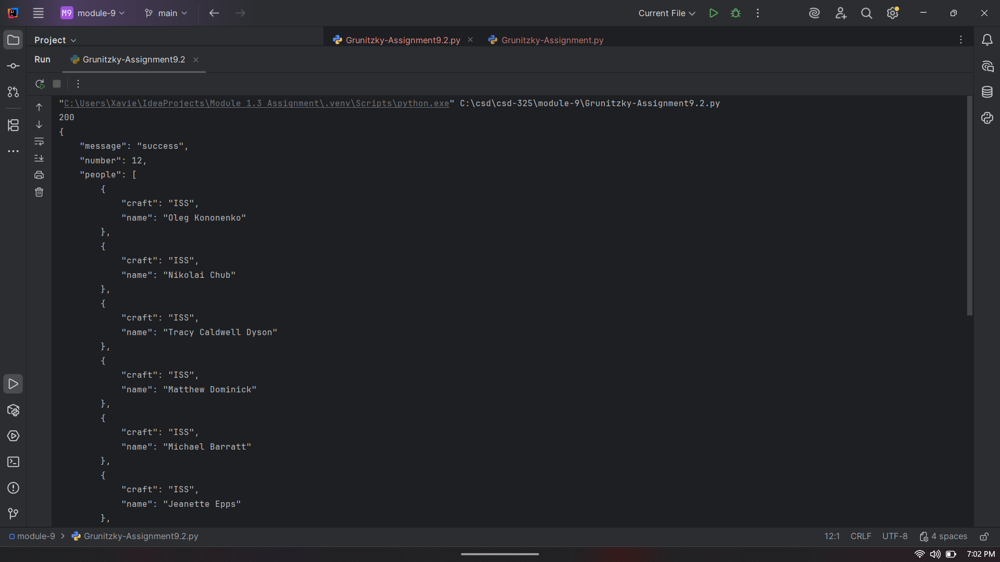 M9 module-9 main Current File
Project Grunitzky-Assignment9.2.py Grunitzky-Assignment.py
Run Grunitzky-Assignment9.2
"C:\Users\Xavie\IdeaProjects\Module 1.3 Assignment\.venv\Scripts\python.exe" C:\csd\csd-325\module-9\Grunitzky-Assignment9.2.py
200
{
    "message": "success",
    "number": 12,
    "people": [
        {
            "craft": "ISS",
            "name": "Oleg Kononenko"
        },
        {
            "craft": "ISS",
            "name": "Nikolai Chub"
        },
        {
            "craft": "ISS",
            "name": "Tracy Caldwell Dyson"
        },
        {
            "craft": "ISS",
            "name": "Matthew Dominick"
        },
        {
            "craft": "ISS",
            "name": "Michael Barratt"
        },
        {
            "craft": "ISS",
            "name": "Jeanette Epps"
        },
module-9 > Grunitzky-Assignment9.2.py 12:1 CRLF UTF-8 4 spaces
7:02 PM